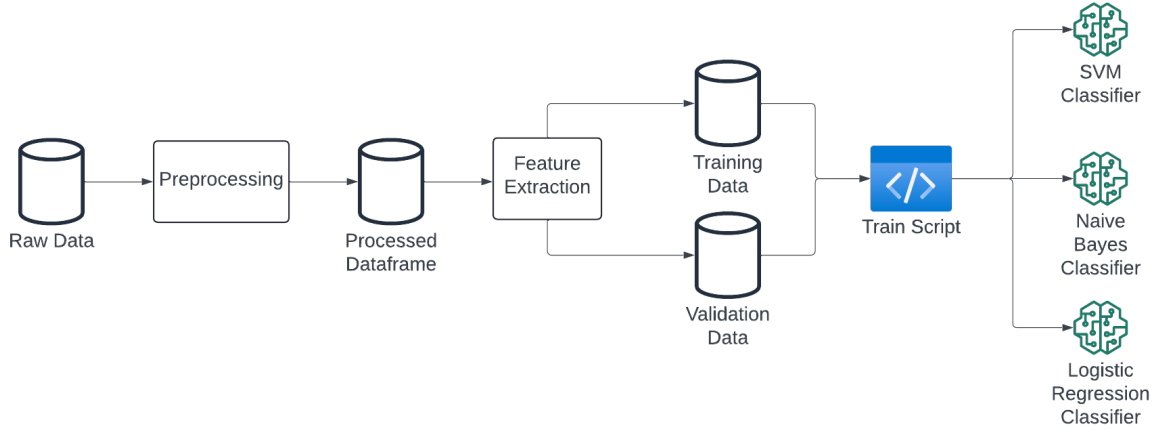 Raw Data
Preprocessing
Processed
Dataframe
Feature
Extraction
Training
Data
Validation
Data
</>
Train Script
SVM
Classifier
Naive
Bayes
Classifier
Logistic
Regression
Classifier